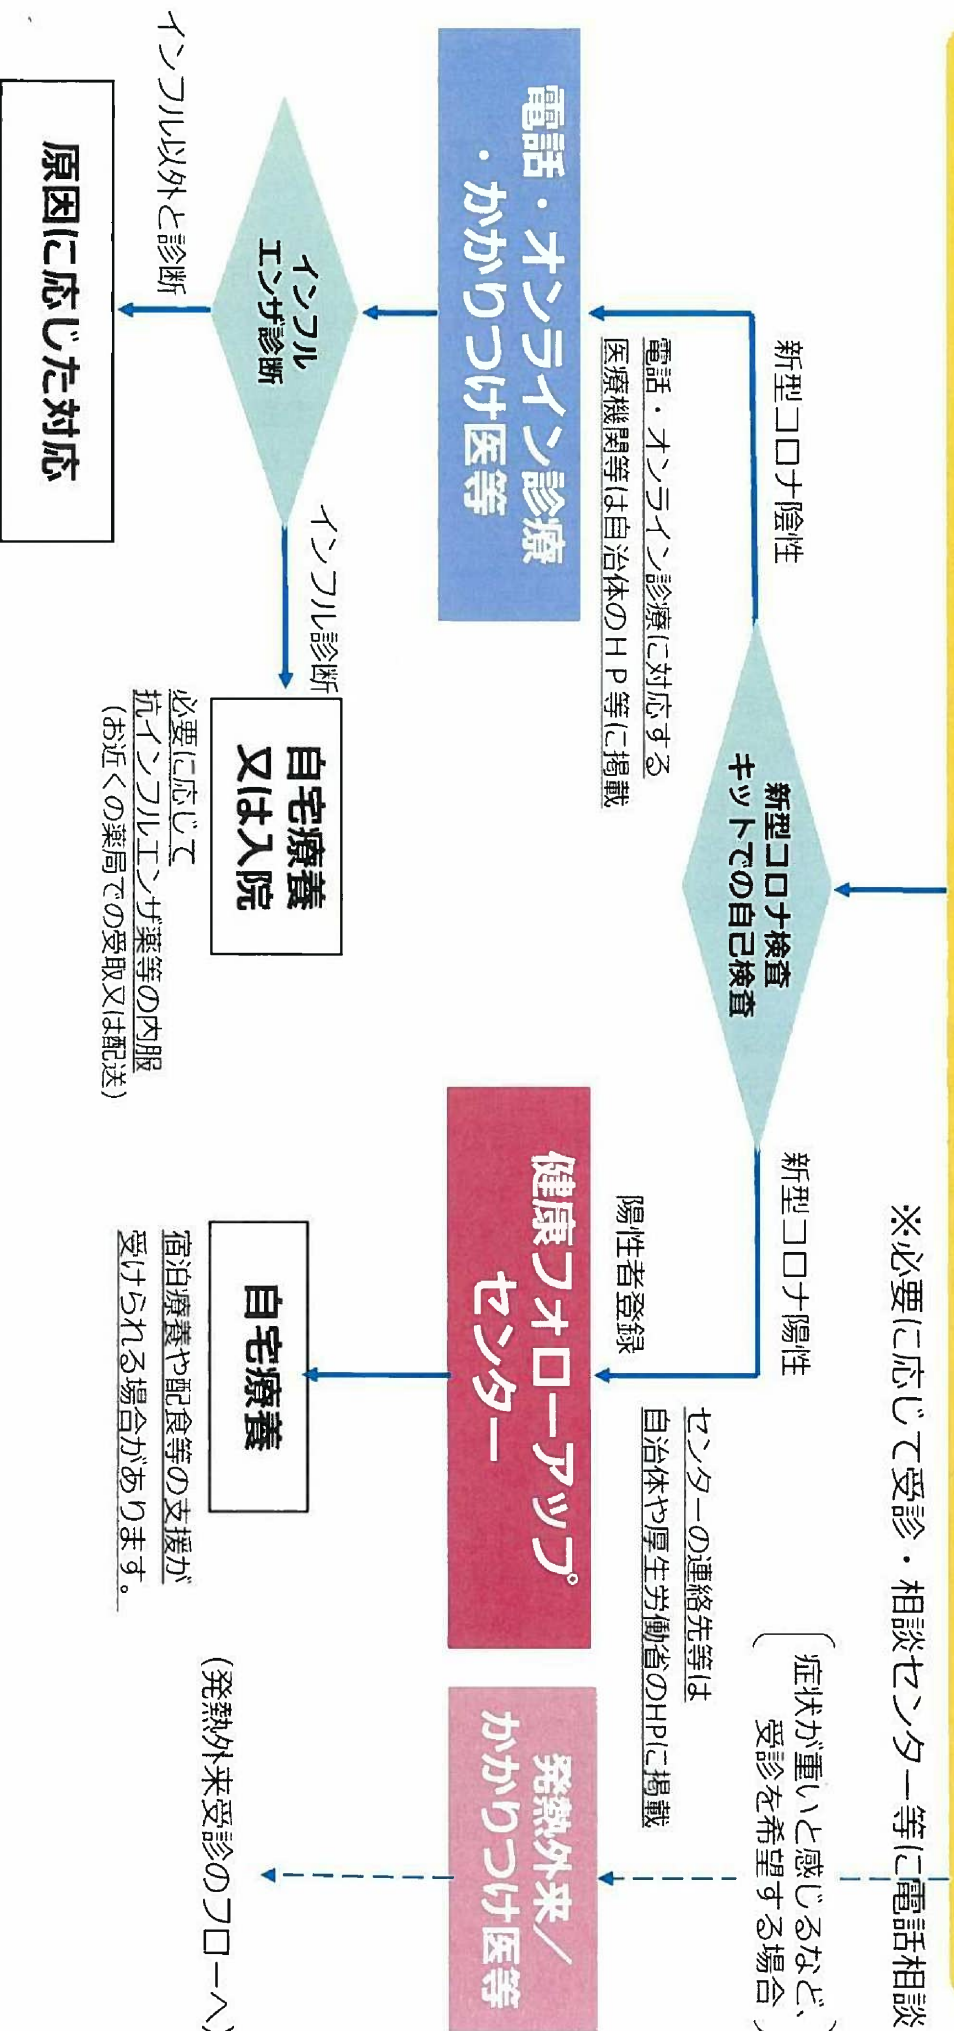 ※必要に応じて受診・相談センター等に電話相談
新型コロナ検査
キットでの自己検査
新型コロナ陰性
新型コロナ陽性
症状が重いと感じるなど、
受診を希望する場合
電話・オンライン診療に対応する
医療機関等は自治体のHP等に掲載
陽性者登録
センターの連絡先等は
自治体や厚生労働省のHPに掲載
電話・オンライン診療
・かかりつけ医等
健康フォローアップ
センター
発熱外来/
かかりつけ医等
インフル
エンザ診断
インフル診断
自宅療養
又は入院
自宅療養
(発熱外来受診のフローへ)
インフル以外と診断
必要に応じて
抗インフルエンザ薬等の内服
(お近くの薬局での受取又は配送)
宿泊療養や配食等の支援が
受けられる場合があります。
原因に応じた対応